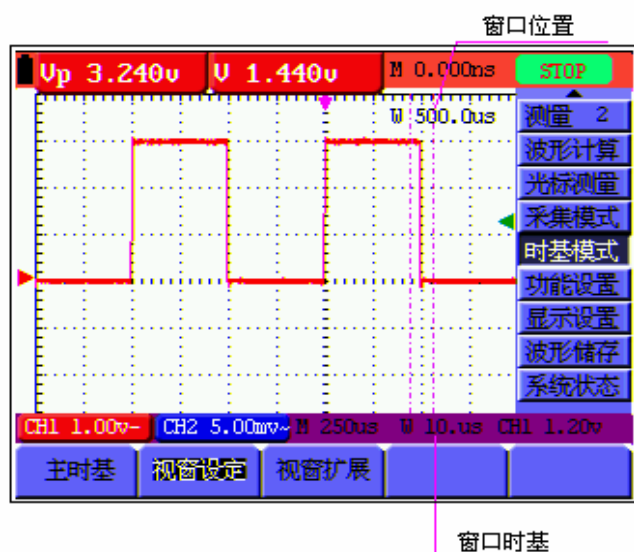 窗口位置
Vp 3.240v V 1.440v M 0.000ns STOP
W 500.0us
测量 2
波形计算
光标测量
采集模式
时基模式
功能设置
显示设置
波形储存
系统状态
CH1 1.00v- CH2 5.00mv~ M 250us W 10.us CH1 1.20v
主时基 视窗设定 视窗扩展
窗口时基